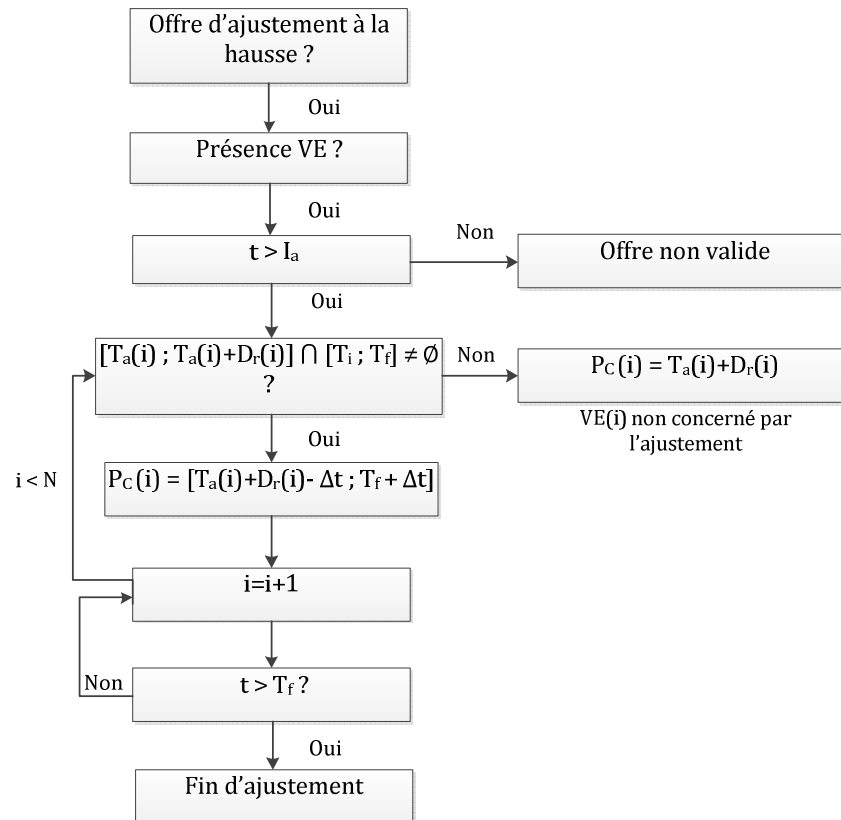 Offre d'ajustement à la
hausse ?
Oui
Présence VE ?
Oui
t > Iₐ
Non
Offre non valide
Oui
[Tₐ(i) ; Tₐ(i)+Dᵣ(i)] ⋂ [Tᵢ ; T_f] ≠ Ø
?
Non
P_C (i) = Tₐ(i)+Dᵣ(i)
VE(i) non concerné par
l'ajustement
Oui
i < N
P_C (i) = [Tₐ(i)+Dᵣ(i)- Δt ; T_f + Δt]
i=i+1
Non
t > T_f ?
Oui
Fin d'ajustement